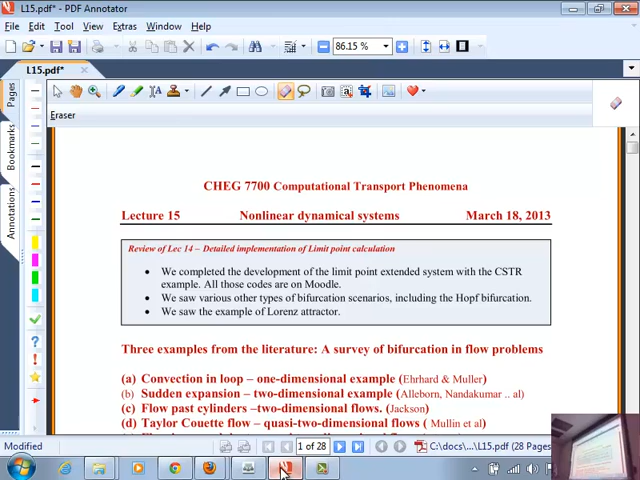 L15.pdf* - PDF Annotator
File Edit Tool View Extras Window Help
86.15 %
L15.pdf*
Eraser
Pages
Bookmarks
Annotations
CHEG 7700 Computational Transport Phenomena
Lecture 15 Nonlinear dynamical systems March 18, 2013
Review of Lec 14 – Detailed implementation of Limit point calculation
• We completed the development of the limit point extended system with the CSTR
example. All those codes are on Moodle.
• We saw various other types of bifurcation scenarios, including the Hopf bifurcation.
• We saw the example of Lorenz attractor.
Three examples from the literature: A survey of bifurcation in flow problems
(a) Convection in loop – one-dimensional example (Ehrhard & Muller)
(b) Sudden expansion – two-dimensional example (Alleborn, Nandakumar .. al)
(c) Flow past cylinders –two-dimensional flows. (Jackson)
(d) Taylor Couette flow - quasi-two-dimensional flows ( Mullin et al)
Modified
1 of 28
C:\docs\...\L15.pdf (28 Pages)